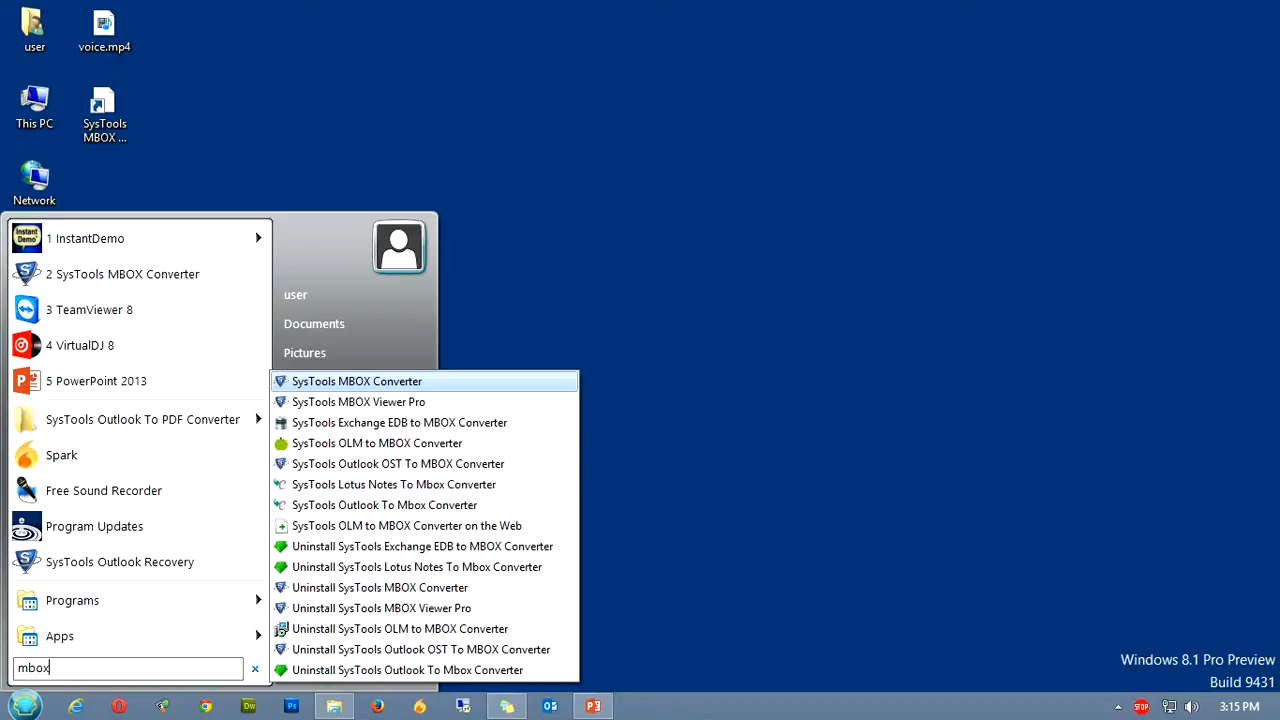 user
voice.mp4
This PC
SysTools
MBOX ...
Network
Instant
Demo
1 InstantDemo
2 SysTools MBOX Converter
3 TeamViewer 8
4 VirtualDJ 8
5 PowerPoint 2013
SysTools Outlook To PDF Converter
Spark
Free Sound Recorder
Program Updates
SysTools Outlook Recovery
Programs
Apps
mbox
user
Documents
Pictures
SysTools MBOX Converter
SysTools MBOX Viewer Pro
SysTools Exchange EDB to MBOX Converter
SysTools OLM to MBOX Converter
SysTools Outlook OST To MBOX Converter
SysTools Lotus Notes To Mbox Converter
SysTools Outlook To Mbox Converter
SysTools OLM to MBOX Converter on the Web
Uninstall SysTools Exchange EDB to MBOX Converter
Uninstall SysTools Lotus Notes To Mbox Converter
Uninstall SysTools MBOX Converter
Uninstall SysTools MBOX Viewer Pro
Uninstall SysTools OLM to MBOX Converter
Uninstall SysTools Outlook OST To MBOX Converter
Uninstall SysTools Outlook To Mbox Converter
Windows 8.1 Pro Preview
Build 9431
Dw
Ps
STOP
3:15 PM